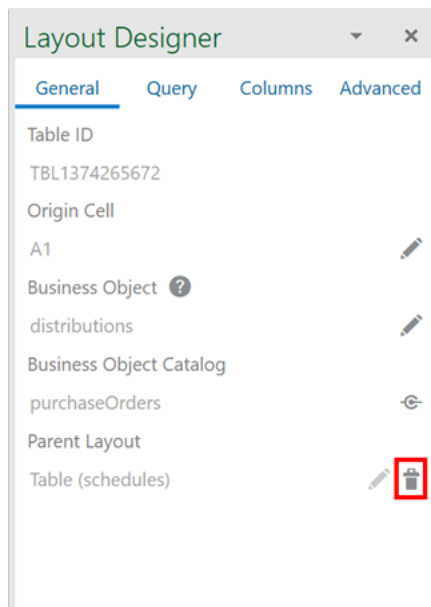 Layout Designer
General Query Columns Advanced
Table ID
TBL1374265672
Origin Cell
A1
Business Object ?
distributions
Business Object Catalog
purchaseOrders
Parent Layout
Table (schedules)